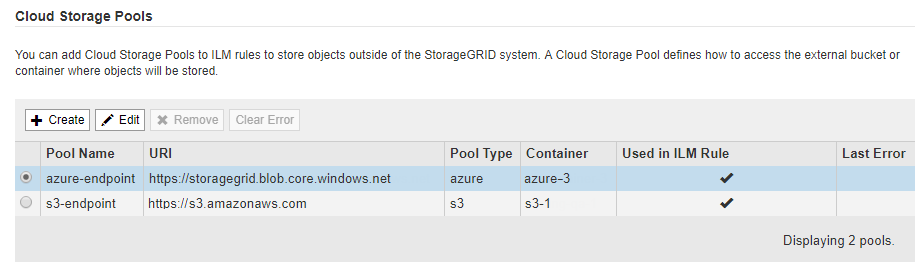 Cloud Storage Pools
You can add Cloud Storage Pools to ILM rules to store objects outside of the StorageGRID system. A Cloud Storage Pool defines how to access the external bucket or
container where objects will be stored.
Create Edit Remove Clear Error
Pool Name URI Pool Type Container Used in ILM Rule Last Error
azure-endpoint https://storagegrid.blob.core.windows.net azure azure-3
s3-endpoint https://s3.amazonaws.com s3 s3-1
Displaying 2 pools.